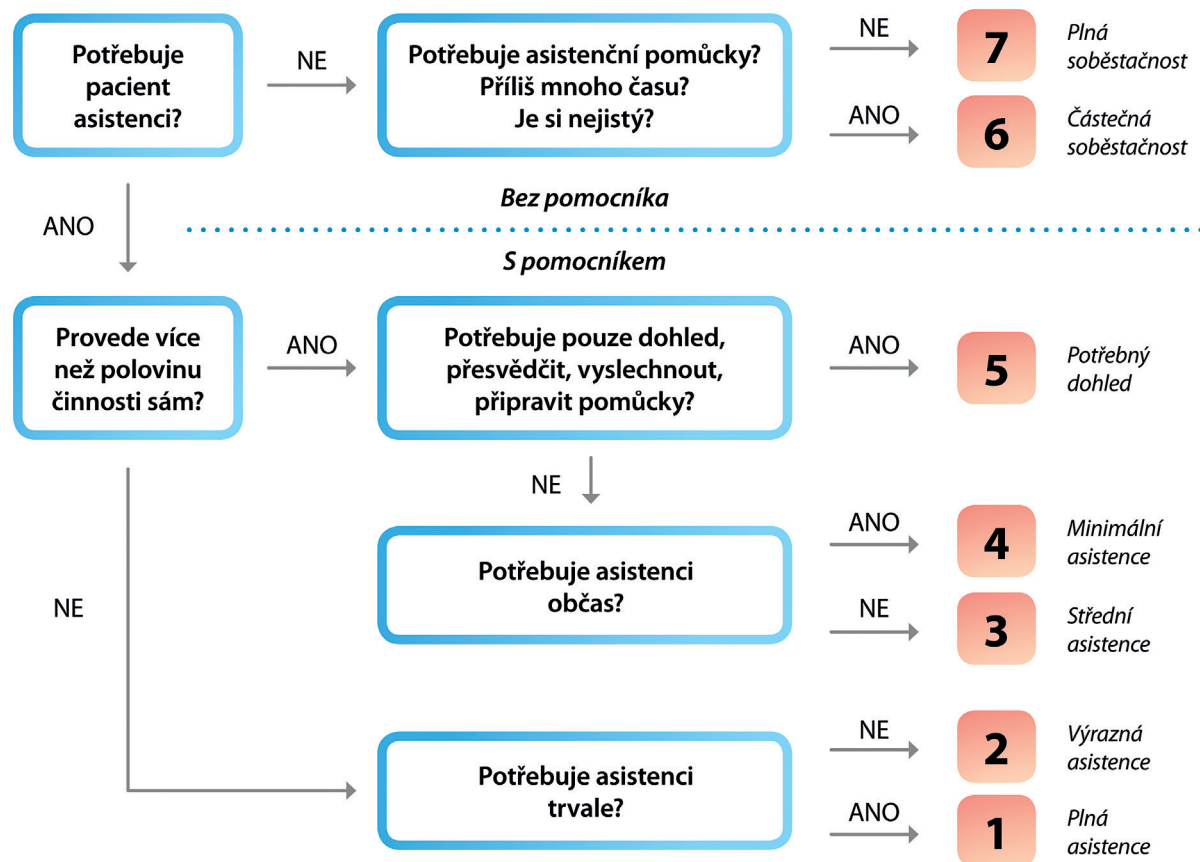 Potřebuje
pacient
asistenci?
NE
Potřebuje asistenční pomůcky?
Příliš mnoho času?
Je si nejistý?
NE
7
Plná
soběstačnost
ANO
6
Částečná
soběstačnost
ANO
Bez pomocníka
S pomocníkem
Provede více
než polovinu
činnosti sám?
ANO
Potřebuje pouze dohled,
přesvědčit, vyslechnout,
připravit pomůcky?
ANO
5
Potřebný
dohled
NE
Potřebuje asistenci
občas?
ANO
4
Minimální
asistence
NE
3
Střední
asistence
NE
Potřebuje asistenci
trvale?
NE
2
Výrazná
asistence
ANO
1
Plná
asistence